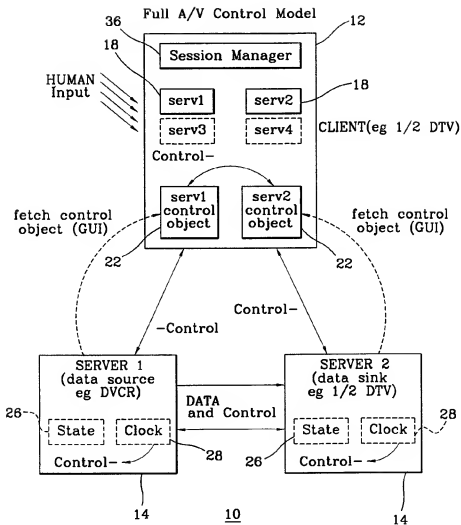 Full A/V Control Model
36
12
Session Manager
18
18
HUMAN
Input
serv1
serv2
serv3
serv4
CLIENT(eg 1/2 DTV)
Control-
serv1
control
object
serv2
control
object
fetch control
object (GUI)
fetch control
object (GUI)
22
22
-Control
Control-
SERVER 1
(data source
eg DVCR)
SERVER 2
(data sink
eg 1/2 DTV)
DATA
and Control
26
State
Clock
28
State
Clock
28
26
Control-
Control-
14
10
14